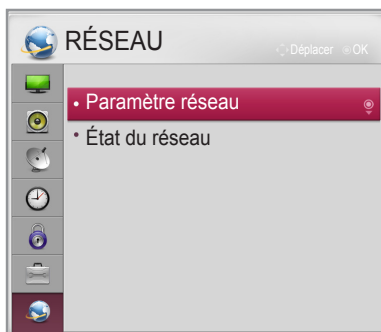 RÉSEAU
Déplacer OK
• Paramètre réseau
• État du réseau